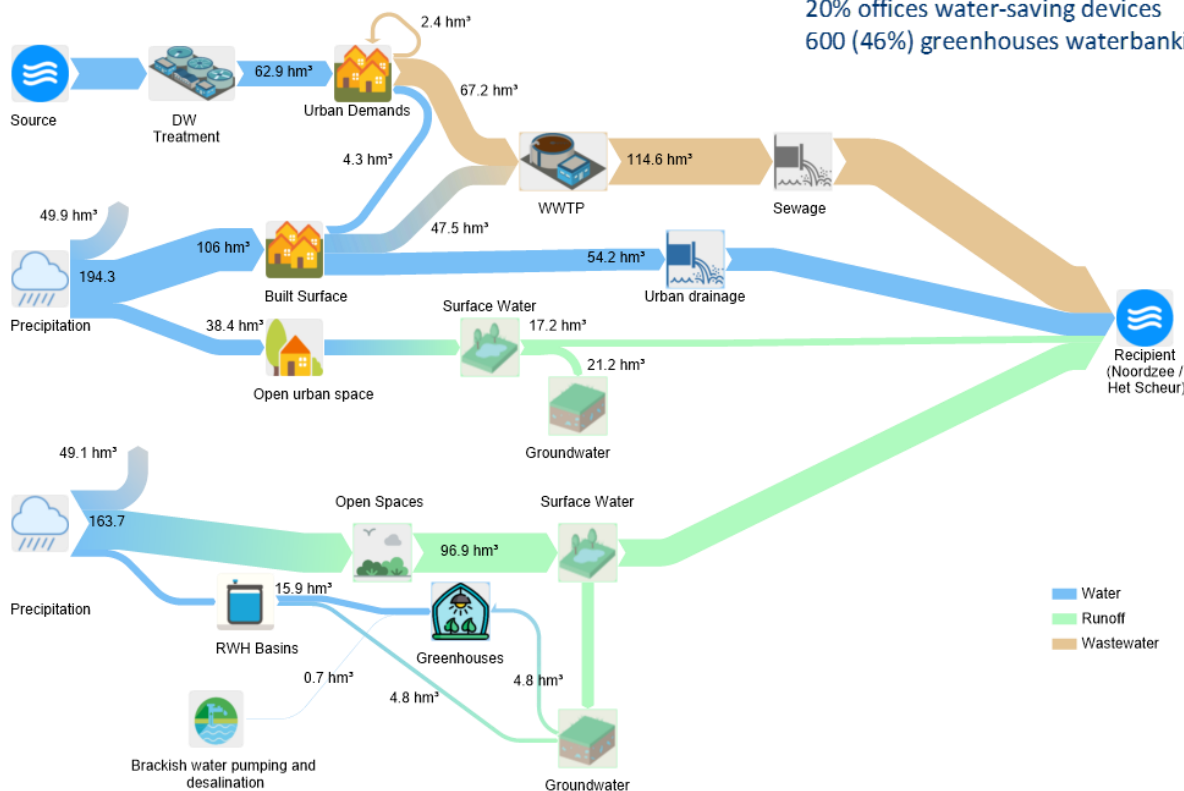 20% offices water-saving devices
600 (46%) greenhouses waterbanki
2.4 hm³
62.9 hm³
67.2 hm³
Source
DW
Treatment
Urban Demands
4.3 hm³
114.6 hm³
WWTP
Sewage
49.9 hm³
194.3
106 hm³
47.5 hm³
54.2 hm³
Precipitation
Built Surface
Urban drainage
Surface Water
38.4 hm³
17.2 hm³
21.2 hm³
Open urban space
Groundwater
Recipient
(Noordzee /
Het Scheur)
49.1 hm³
163.7
Open Spaces
Surface Water
96.9 hm³
Precipitation
15.9 hm³
RWH Basins
Greenhouses
0.7 hm³
4.8 hm³
4.8 hm³
Brackish water pumping and
desalination
Groundwater
Water
Runoff
Wastewater